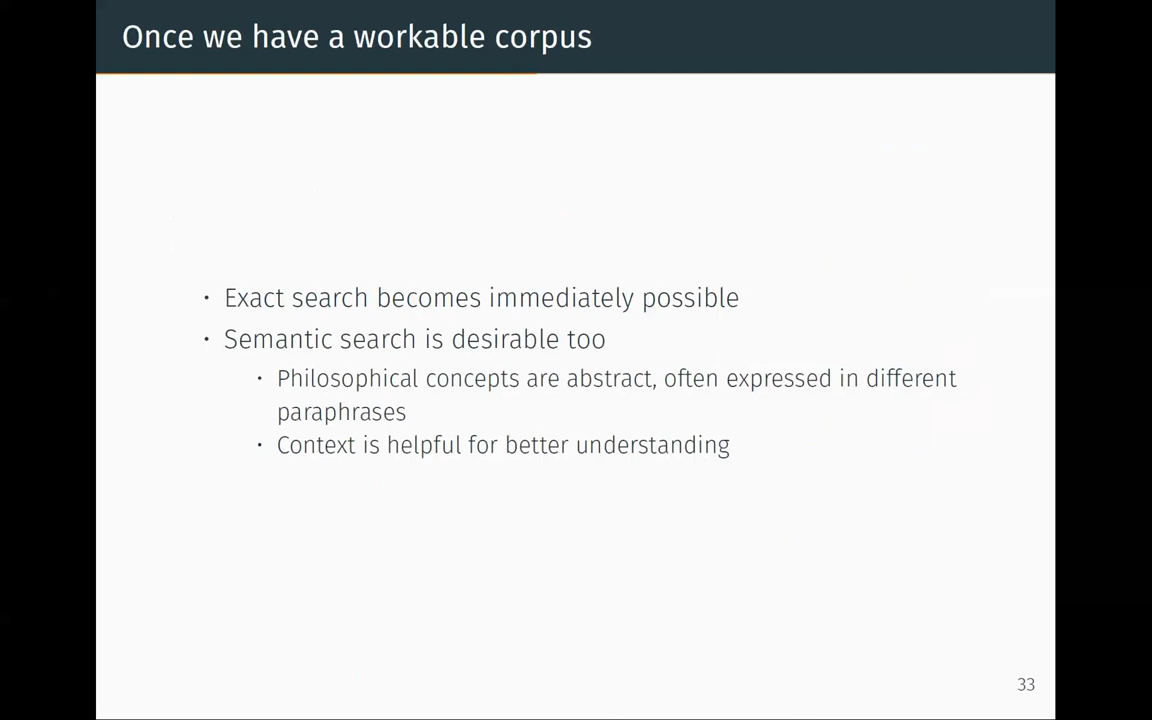 Once we have a workable corpus
· Exact search becomes immediately possible
· Semantic search is desirable too
· Philosophical concepts are abstract, often expressed in different
paraphrases
· Context is helpful for better understanding
33